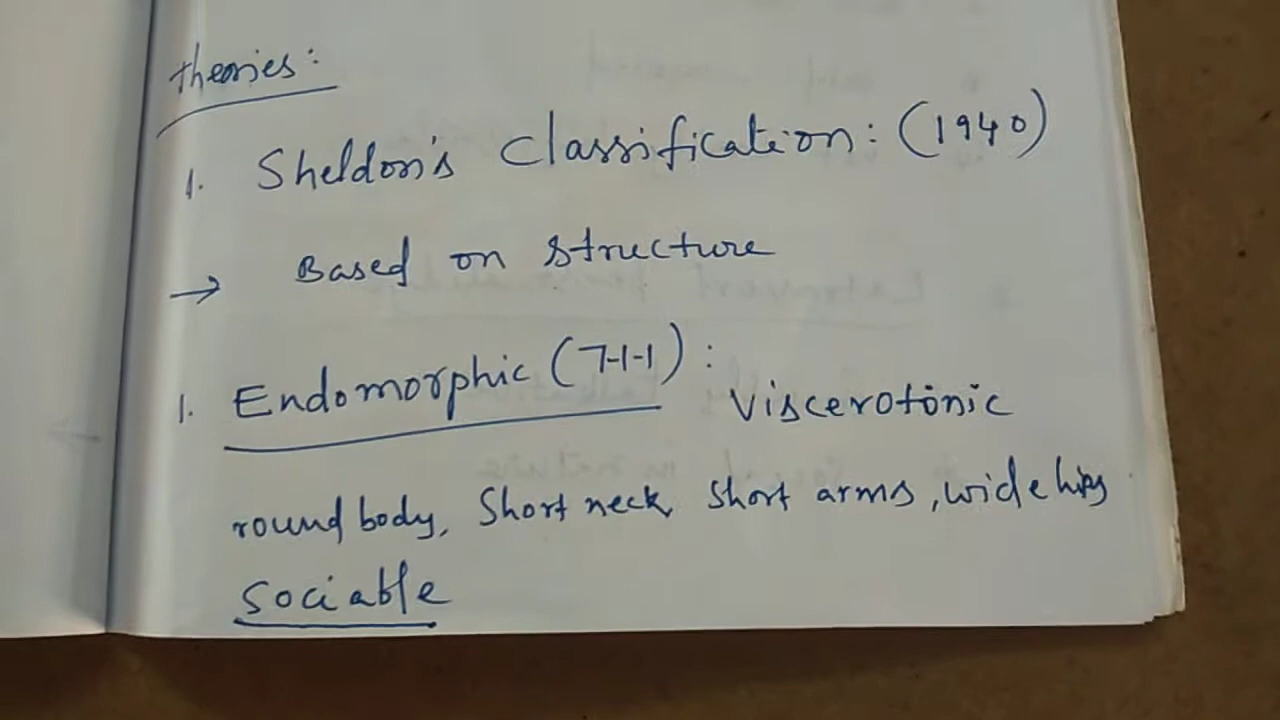 theories:
1. Sheldon's Classification: (1940)
→ Based on structure
1. Endomorphic (7-1-1): Viscerotonic
round body, Short neck, Short arms, wide hips
Sociable